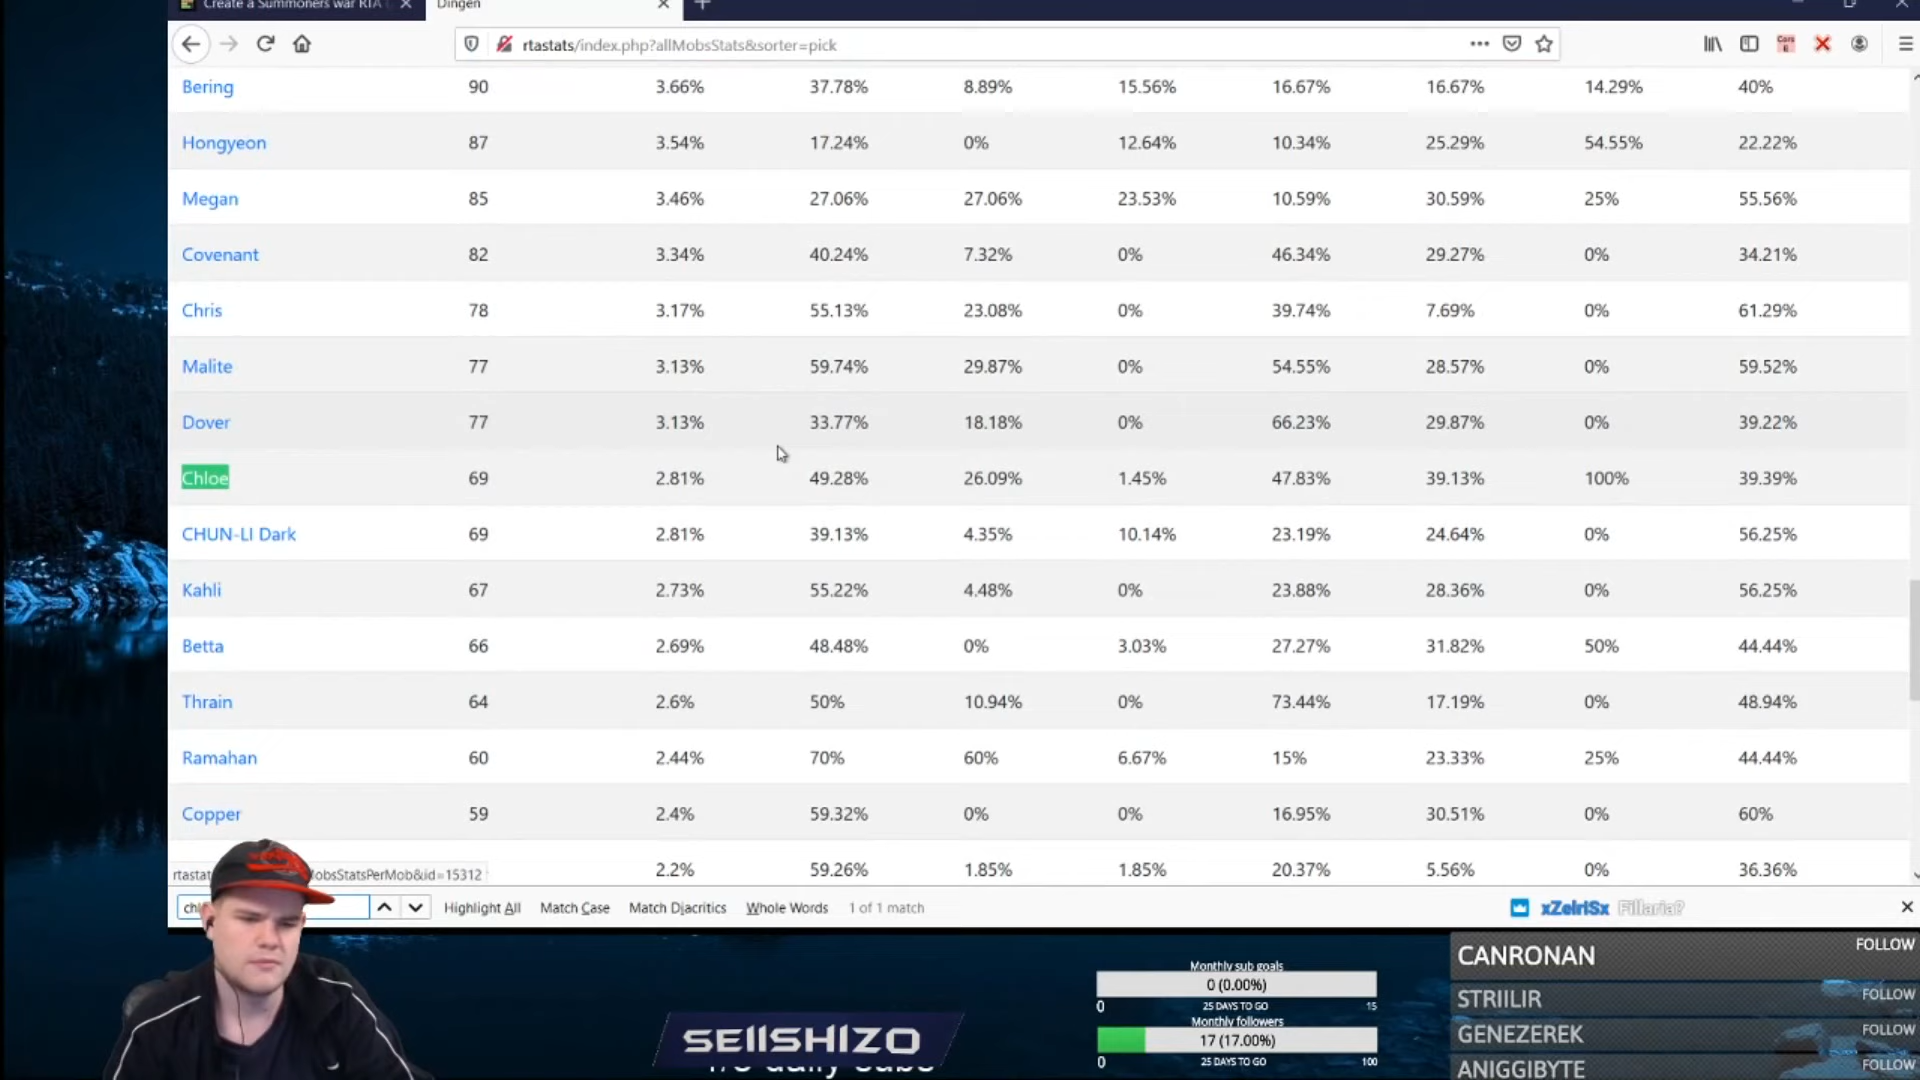 Create a Summoners war RTA
Dingen
rtastats/index.php?allMobsStats&sorter=pick
Bering 90 3.66% 37.78% 8.89% 15.56% 16.67% 16.67% 14.29% 40%
Hongyeon 87 3.54% 17.24% 0% 12.64% 10.34% 25.29% 54.55% 22.22%
Megan 85 3.46% 27.06% 27.06% 23.53% 10.59% 30.59% 25% 55.56%
Covenant 82 3.34% 40.24% 7.32% 0% 46.34% 29.27% 0% 34.21%
Chris 78 3.17% 55.13% 23.08% 0% 39.74% 7.69% 0% 61.29%
Malite 77 3.13% 59.74% 29.87% 0% 54.55% 28.57% 0% 59.52%
Dover 77 3.13% 33.77% 18.18% 0% 66.23% 29.87% 0% 39.22%
Chloe 69 2.81% 49.28% 26.09% 1.45% 47.83% 39.13% 100% 39.39%
CHUN-LI Dark 69 2.81% 39.13% 4.35% 10.14% 23.19% 24.64% 0% 56.25%
Kahli 67 2.73% 55.22% 4.48% 0% 23.88% 28.36% 0% 56.25%
Betta 66 2.69% 48.48% 0% 3.03% 27.27% 31.82% 50% 44.44%
Thrain 64 2.6% 50% 10.94% 0% 73.44% 17.19% 0% 48.94%
Ramahan 60 2.44% 70% 60% 6.67% 15% 23.33% 25% 44.44%
Copper 59 2.4% 59.32% 0% 0% 16.95% 30.51% 0% 60%
2.2% 59.26% 1.85% 1.85% 20.37% 5.56% 0% 36.36%
rtastat obsStatsPerMob&id=15312
chl Highlight All Match Case Match Diacritics Whole Words 1 of 1 match
xZelrISx Fillaria?
CANRONAN FOLLOW
STRIILIR FOLLOW
GENEZEREK FOLLOW
ANIGGIBYTE FOLLOW
Monthly sub goals
0 (0.00%)
0 25 DAYS TO GO 15
Monthly followers
17 (17.00%)
0 25 DAYS TO GO 100
SEllSHIZO
daily subs